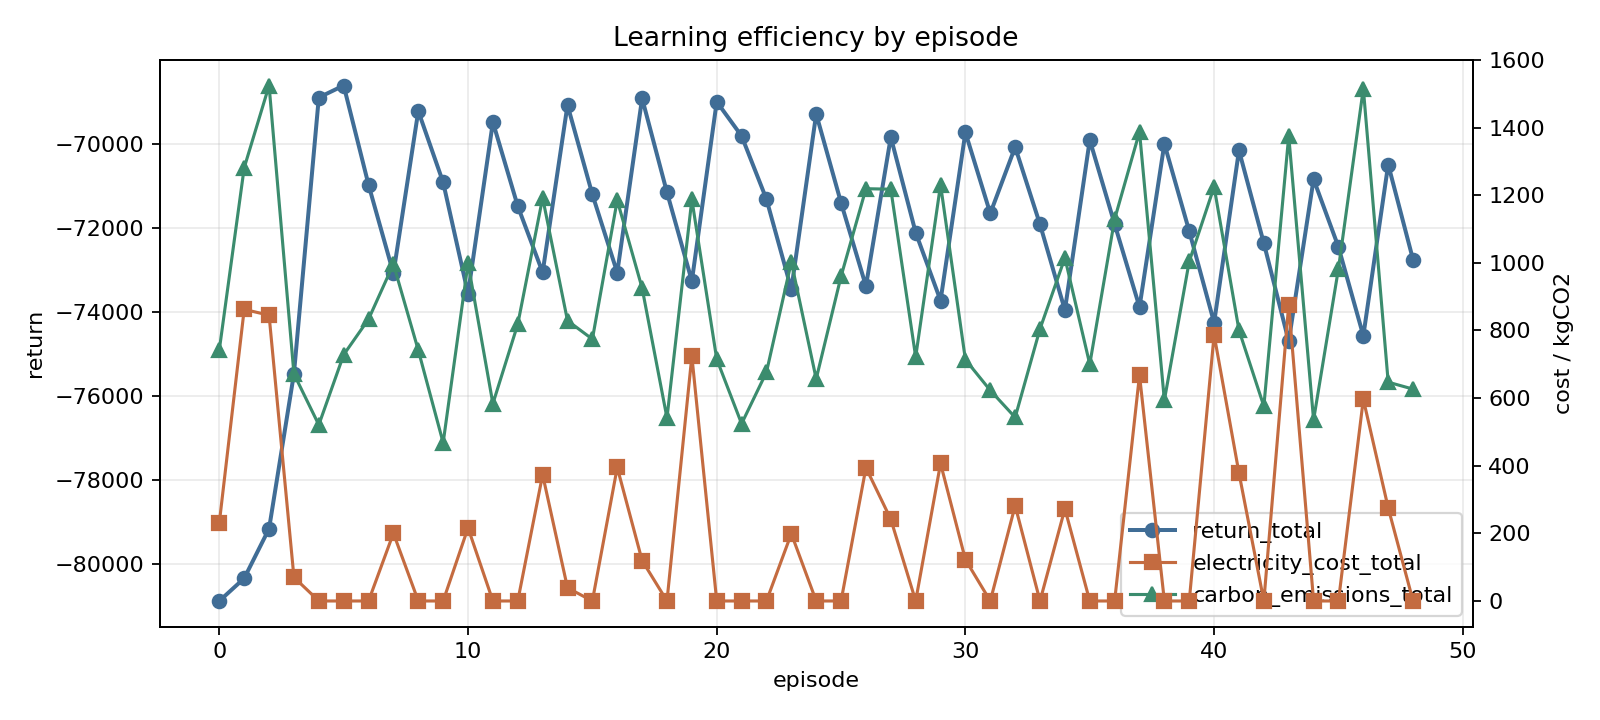 Learning efficiency by episode
return
−70000
−72000
−74000
−76000
−78000
−80000
1600
1400
1200
1000
800
600
400
200
0
cost / kgCO2
return_total
electricity_cost_total
carbon_emissions_total
0 10 20 30 40 50
episode